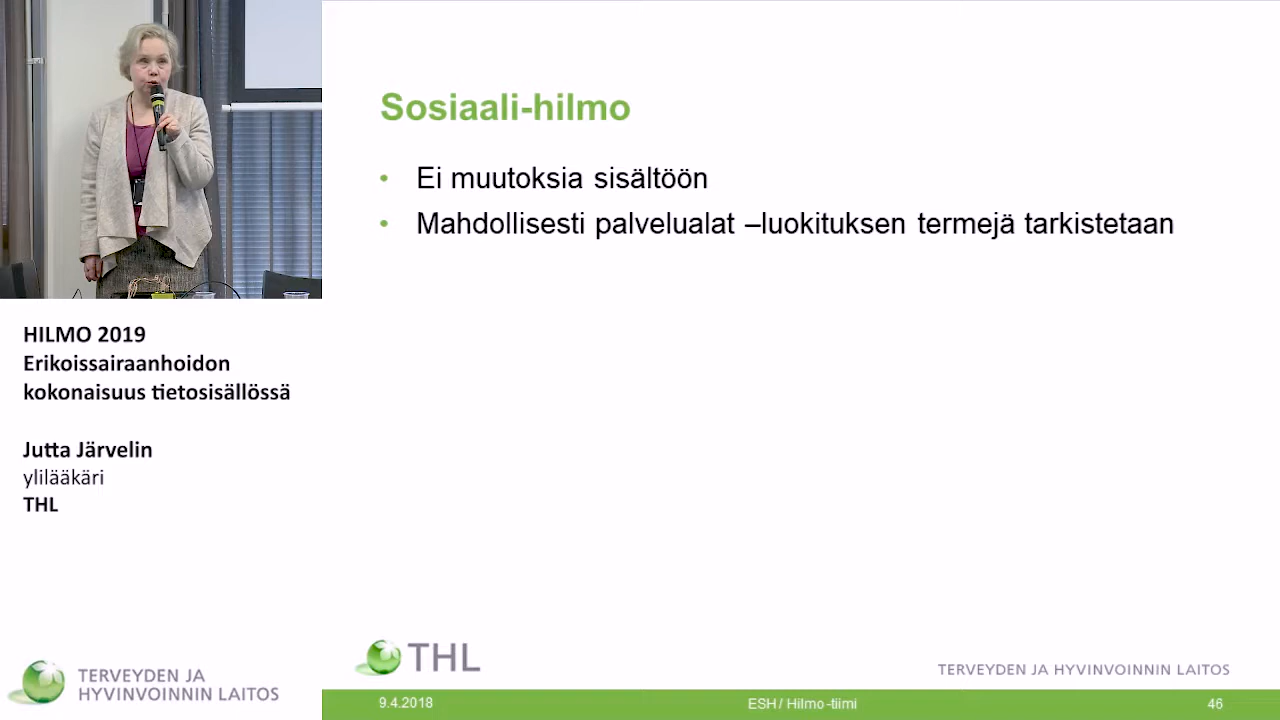 Sosiaali-hilmo
• Ei muutoksia sisältöön
• Mahdollisesti palvelualat –luokituksen termejä tarkistetaan
HILMO 2019
Erikoissairaanhoidon
kokonaisuus tietosisällössä
Jutta Järvelin
ylilääkäri
THL
TERVEYDEN JA
HYVINVOINNIN LAITOS
THL
TERVEYDEN JA HYVINVOINNIN LAITOS
9.4.2018
ESH / Hilmo -tiimi
46